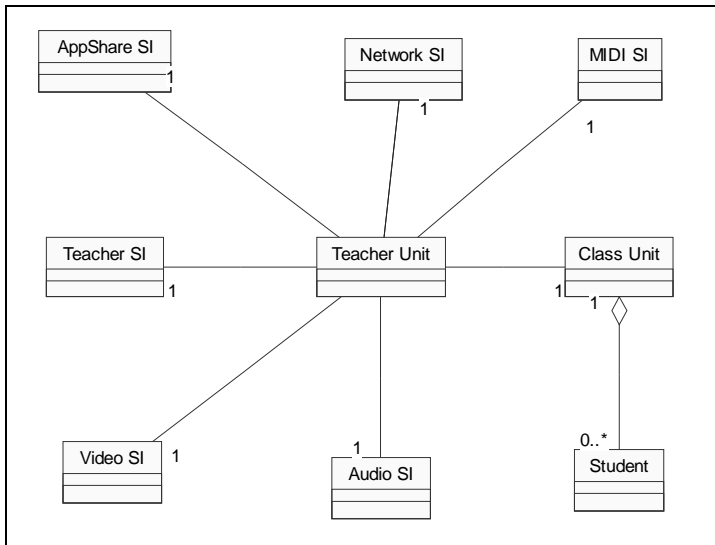 AppShare SI
1
Network SI
1
MIDI SI
1
Teacher SI
1
Teacher Unit
Class Unit
1
1
Video SI
1
Audio SI
1
0..*
Student